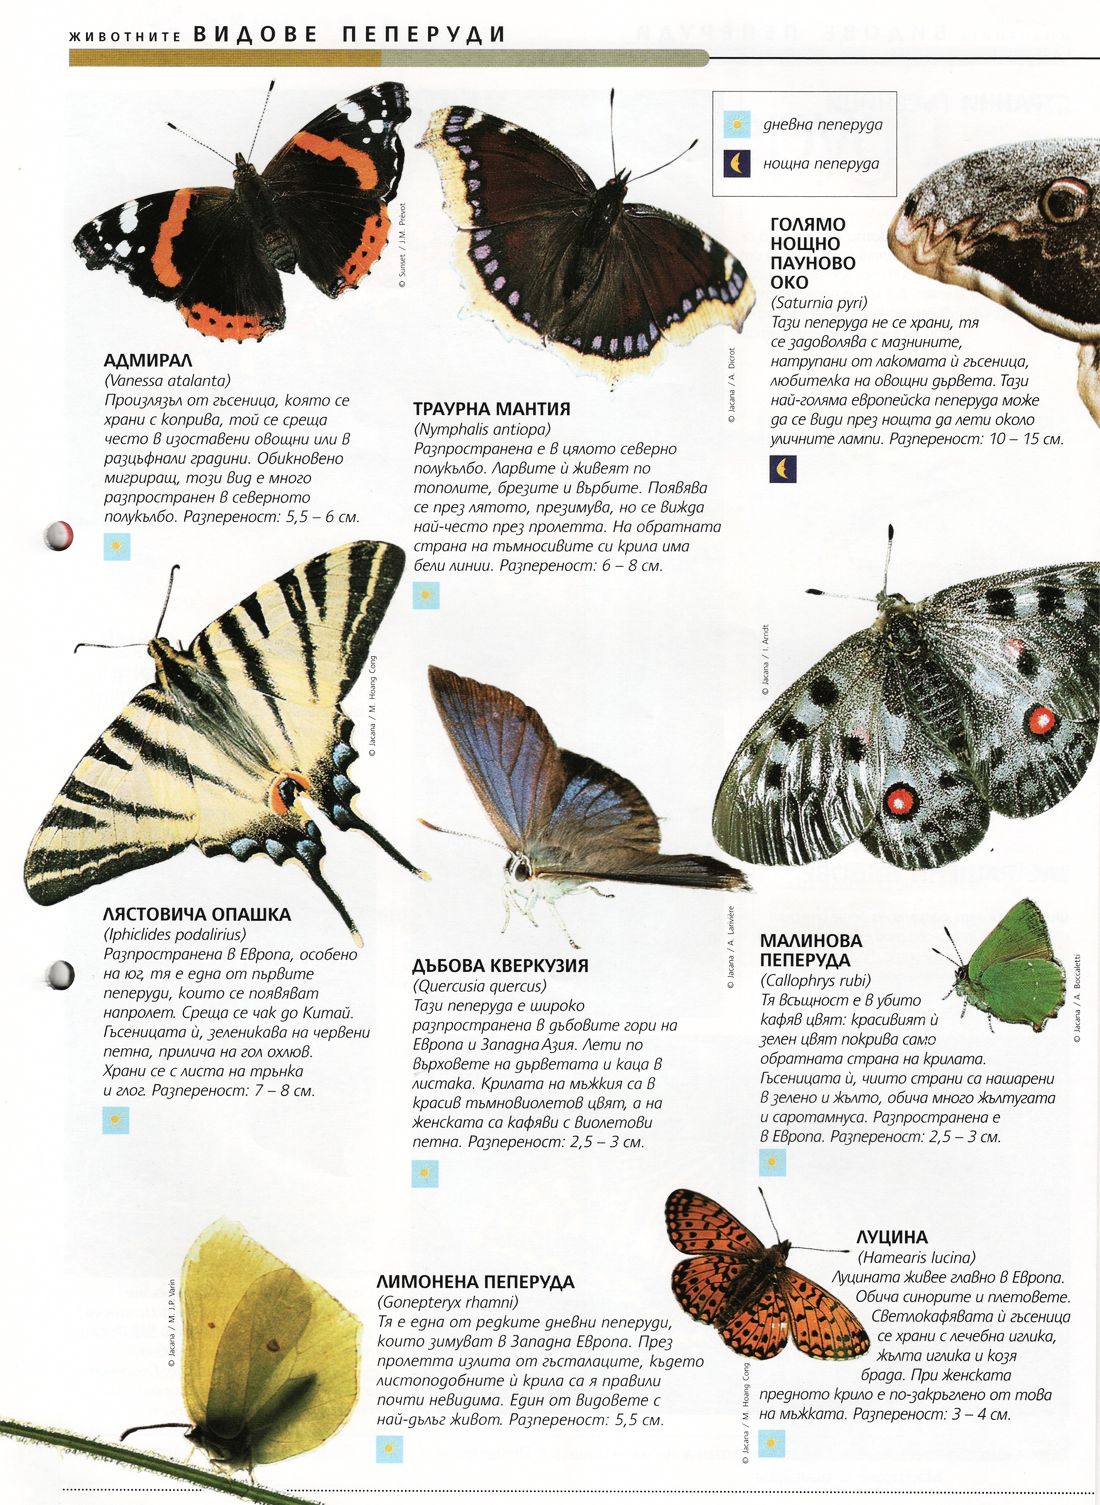 ЖИВОТНИТЕ ВИДОВЕ ПЕПЕРУДИ
дневна пеперуда
нощна пеперуда
© Sunset / J.M. Prévot
АДМИРАЛ
(Vanessa atalanta)
Произлязъл от гъсеница, която се
храни с коприва, той се среща
често в изоставени овощни или в
разцъфнали градини. Обикновено
мигриращ, този вид е много
разпространен в северното
полукълбо. Разпереност: 5,5 – 6 см.
© Jacana / A. Dicrot
ТРАУРНА МАНТИЯ
(Nymphalis antiopa)
Разпространена е в цялото северно
полукълбо. Ларвите ѝ живеят по
тополите, брезите и върбите. Появява
се през лятото, презимува, но се вижда
най-често през пролетта. На обратната
страна на тъмносивите си крила има
бели линии. Разпереност: 6 – 8 см.
ГОЛЯМО
НОЩНО
ПАУНОВО
ОКО
(Saturnia pyri)
Тази пеперуда не се храни, тя
се задоволява с мазнините,
натрупани от лакомата ѝ гъсеница,
любителка на овощни дървета. Тази
най-голяма европейска пеперуда може
да се види през нощта да лети около
уличните лампи. Разпереност: 10 – 15 см.
© Jacana / M. Hoang Cong
ЛЯСТОВИЧА ОПАШКА
(Iphiclides podalirius)
Разпространена в Европа, особено
на юг, тя е една от първите
пеперуди, които се появяват
напролет. Среща се чак до Китай.
Гъсеницата ѝ, зеленикава на червени
петна, прилича на гол охлюв.
Храни се с листа на трънка
и глог. Разпереност: 7 – 8 см.
© Jacana / A. Larivière
ДЪБОВА КВЕРКУЗИЯ
(Quercusia quercus)
Тази пеперуда е широко
разпространена в дъбовите гори на
Европа и Западна Азия. Лети по
върховете на дърветата и каца в
листака. Крилата на мъжкия са в
красив тъмновиолетов цвят, а на
женската са кафяви с виолетови
петна. Разпереност: 2,5 – 3 см.
© Jacana / I. Arndt
МАЛИНОВА
ПЕПЕРУДА
(Callophrys rubi)
Тя всъщност е в убито
кафяв цвят: красивият ѝ
зелен цвят покрива само
обратната страна на крилата.
Гъсеницата ѝ, чиито страни са нашарени
в зелено и жълто, обича много жълтугата
и саротамнуса. Разпространена е
в Европа. Разпереност: 2,5 – 3 см.
© Jacana / A. Boccaletti
© Jacana / M. J.P. Varin
ЛИМОНЕНА ПЕПЕРУДА
(Gonepteryx rhamni)
Тя е една от редките дневни пеперуди,
които зимуват в Западна Европа. През
пролетта излита от гъсталаците, където
листоподобните ѝ крила са я правили
почти невидима. Един от видовете с
най-дълъг живот. Разпереност: 5,5 см.
© Jacana / M. Hoang Cong
ЛУЦИНА
(Hamearis lucina)
Луцината живее главно в Европа.
Обича синорите и плетовете.
Светлокафявата ѝ гъсеница
се храни с лечебна иглика,
жълта иглика и козя
брада. При женската
предното крило е по-закръглено от това
на мъжката. Разпереност: 3 – 4 см.